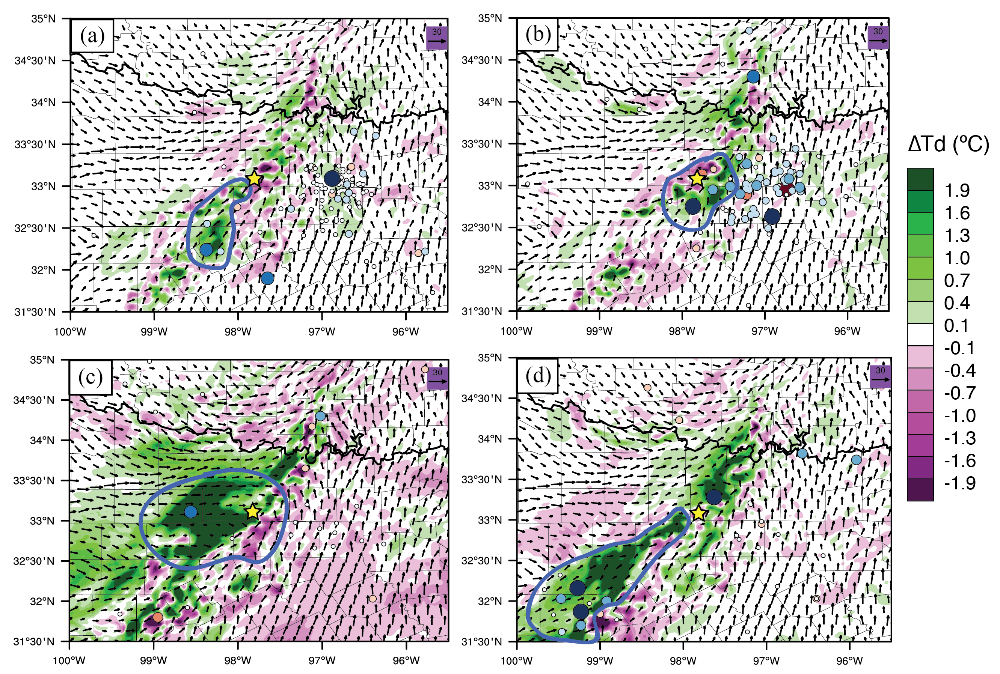 (a)
30
35°N
34°30'N
34°N
33°30'N
33°N
32°30'N
32°N
31°30'N
100°W
99°W
98°W
97°W
96°W
(b)
30
35°N
34°30'N
34°N
33°30'N
33°N
32°30'N
32°N
31°30'N
100°W
99°W
98°W
97°W
96°W
(c)
30
35°N
34°30'N
34°N
33°30'N
33°N
32°30'N
32°N
31°30'N
100°W
99°W
98°W
97°W
96°W
(d)
30
35°N
34°30'N
34°N
33°30'N
33°N
32°30'N
32°N
31°30'N
100°W
99°W
98°W
97°W
96°W
ΔTd (ºC)
1.9
1.6
1.3
1.0
0.7
0.4
0.1
-0.1
-0.4
-0.7
-1.0
-1.3
-1.6
-1.9